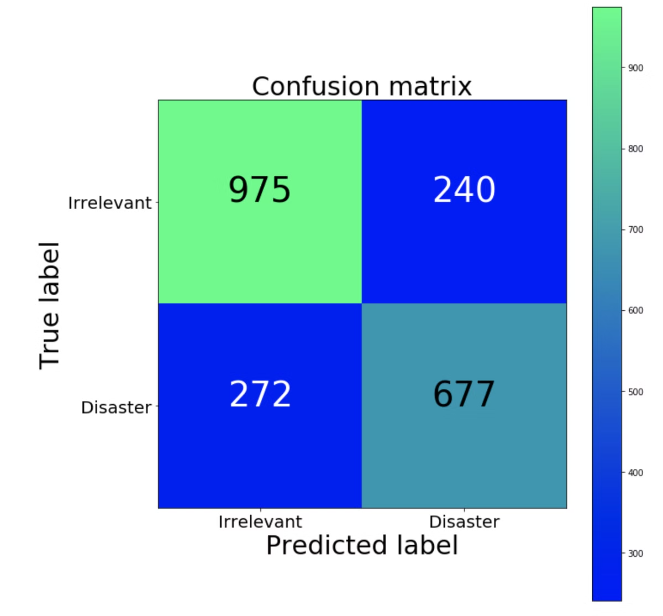 Confusion matrix
975 240
272 677
True label
Irrelevant
Disaster
Irrelevant Disaster
Predicted label
900
800
700
600
500
400
300